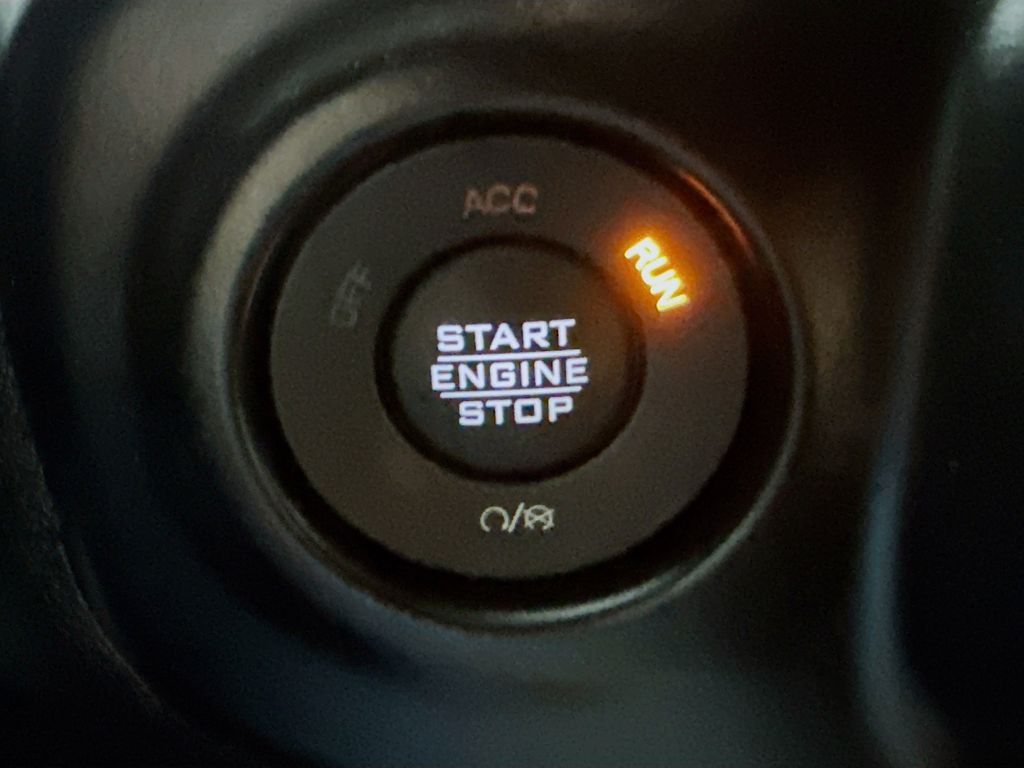 ACC
OFF
RUN
START
ENGINE
STOP
/